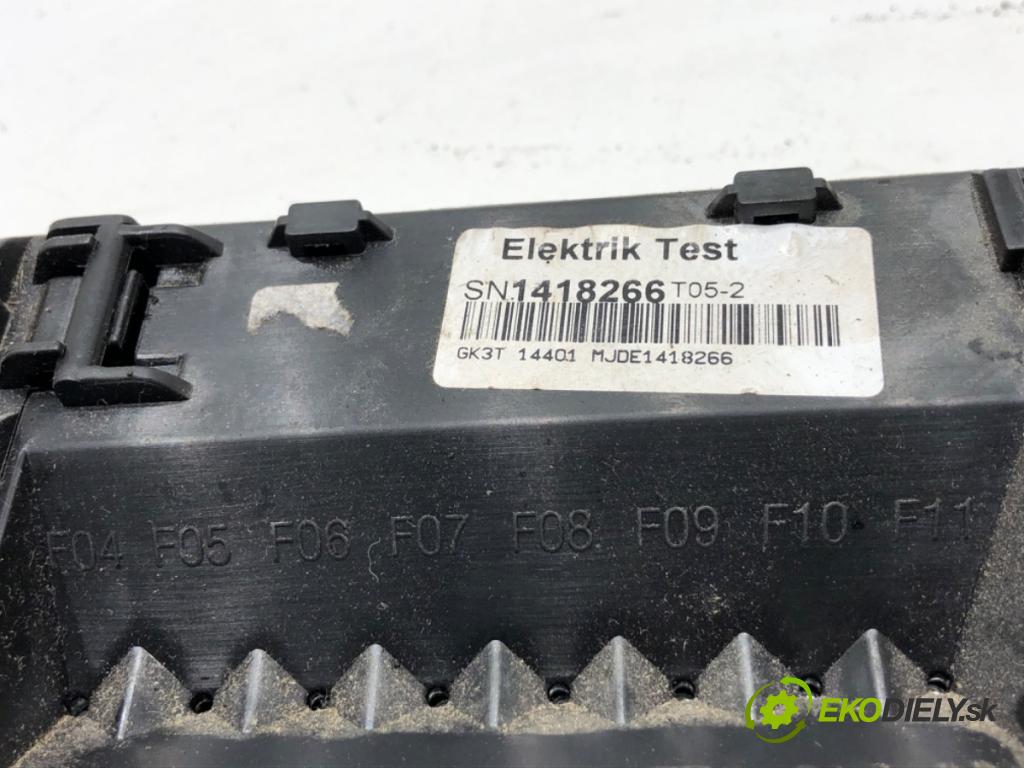 Elektrik Test
SN1418266 T05-2
GK3T 14401 MJDE1418266
F04 F05 F06 F07 F08 F09 F10 F11
EKODIELY.sk